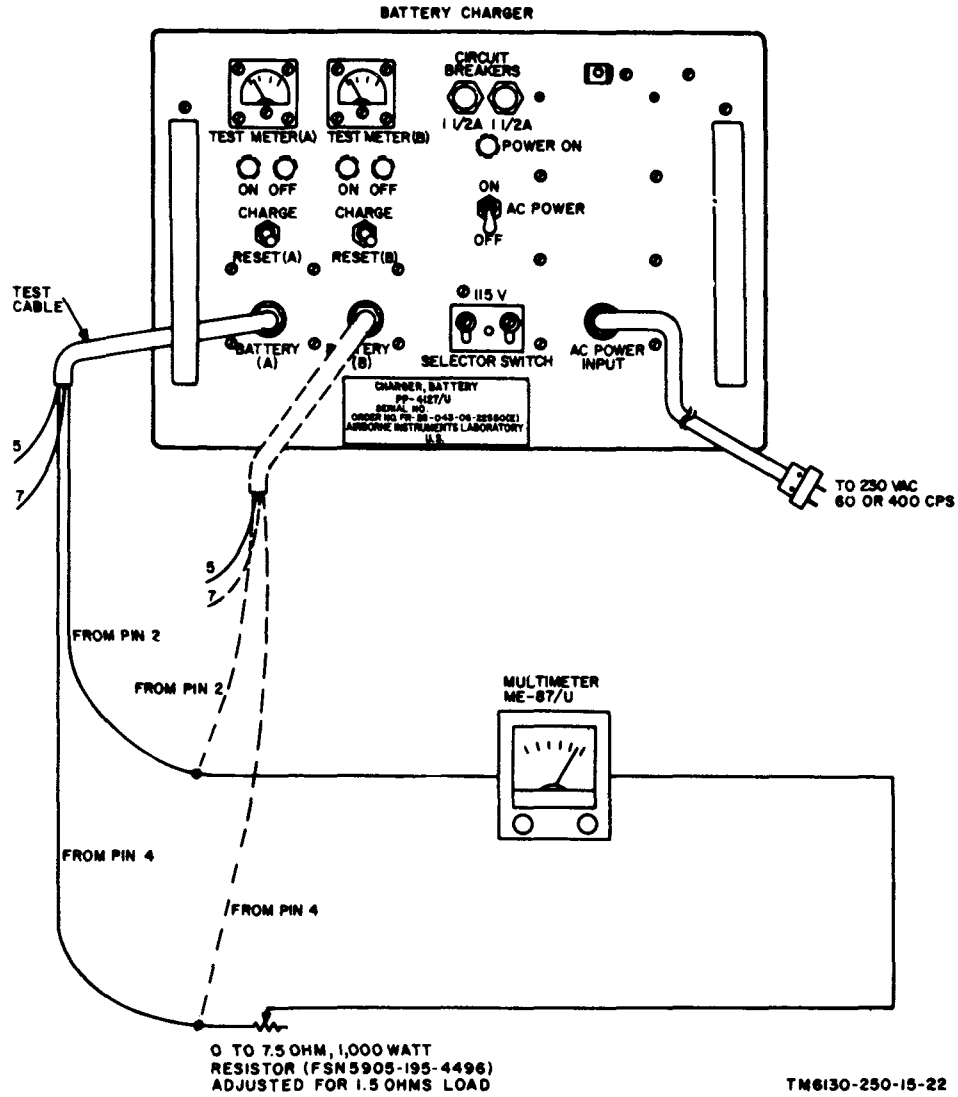 BATTERY CHARGER
CIRCUIT
BREAKERS
1 1/2A 1 1/2A
TEST METER(A) TEST METER(B)
POWER ON
ON OFF ON OFF
ON
AC POWER
OFF
CHARGE CHARGE
RESET(A) RESET(B)
TEST
CABLE
115 V
BATTERY
(A)
(B)
SELECTOR SWITCH
AC POWER
INPUT
CHARGER, BATTERY
PP-4127/U
SERIAL NO.
AIRBORNE INSTRUMENTS LABORATORY
U.S.
5
7
TO 230 VAC
60 OR 400 CPS
5
7
FROM PIN 2
FROM PIN 2
MULTIMETER
ME-87/U
FROM PIN 4
FROM PIN 4
0 TO 7.5 OHM, 1,000 WATT
RESISTOR (FSN5905-195-4496)
ADJUSTED FOR 1.5 OHMS LOAD
TM6130-250-15-22